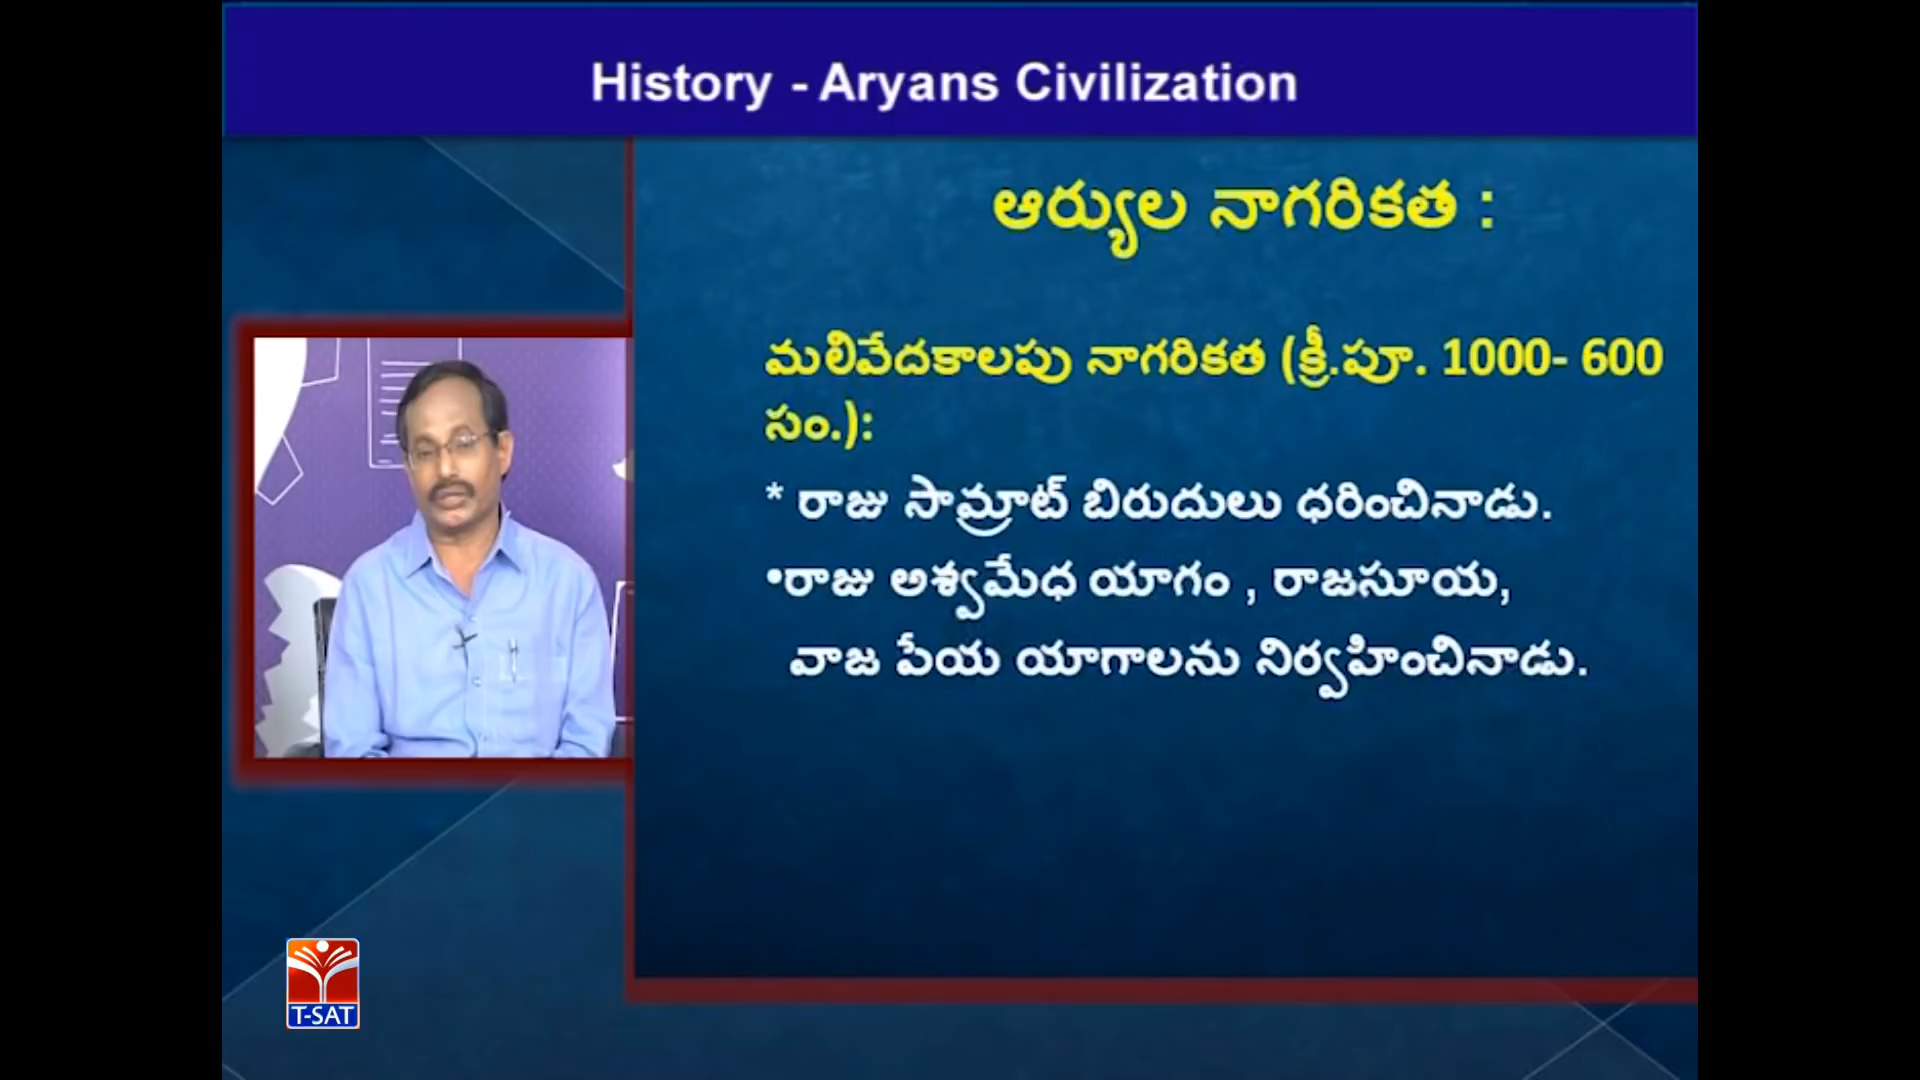 History - Aryans Civilization
ఆర్యుల నాగరికత :
మలివేదకాలపు నాగరికత (క్రీ.పూ. 1000- 600
సం.):
* రాజు సామ్రాట్ బిరుదులు ధరించినాడు.
•రాజు అశ్వమేధ యాగం , రాజసూయ,
వాజ పేయ యాగాలను నిర్వహించినాడు.
T-SAT